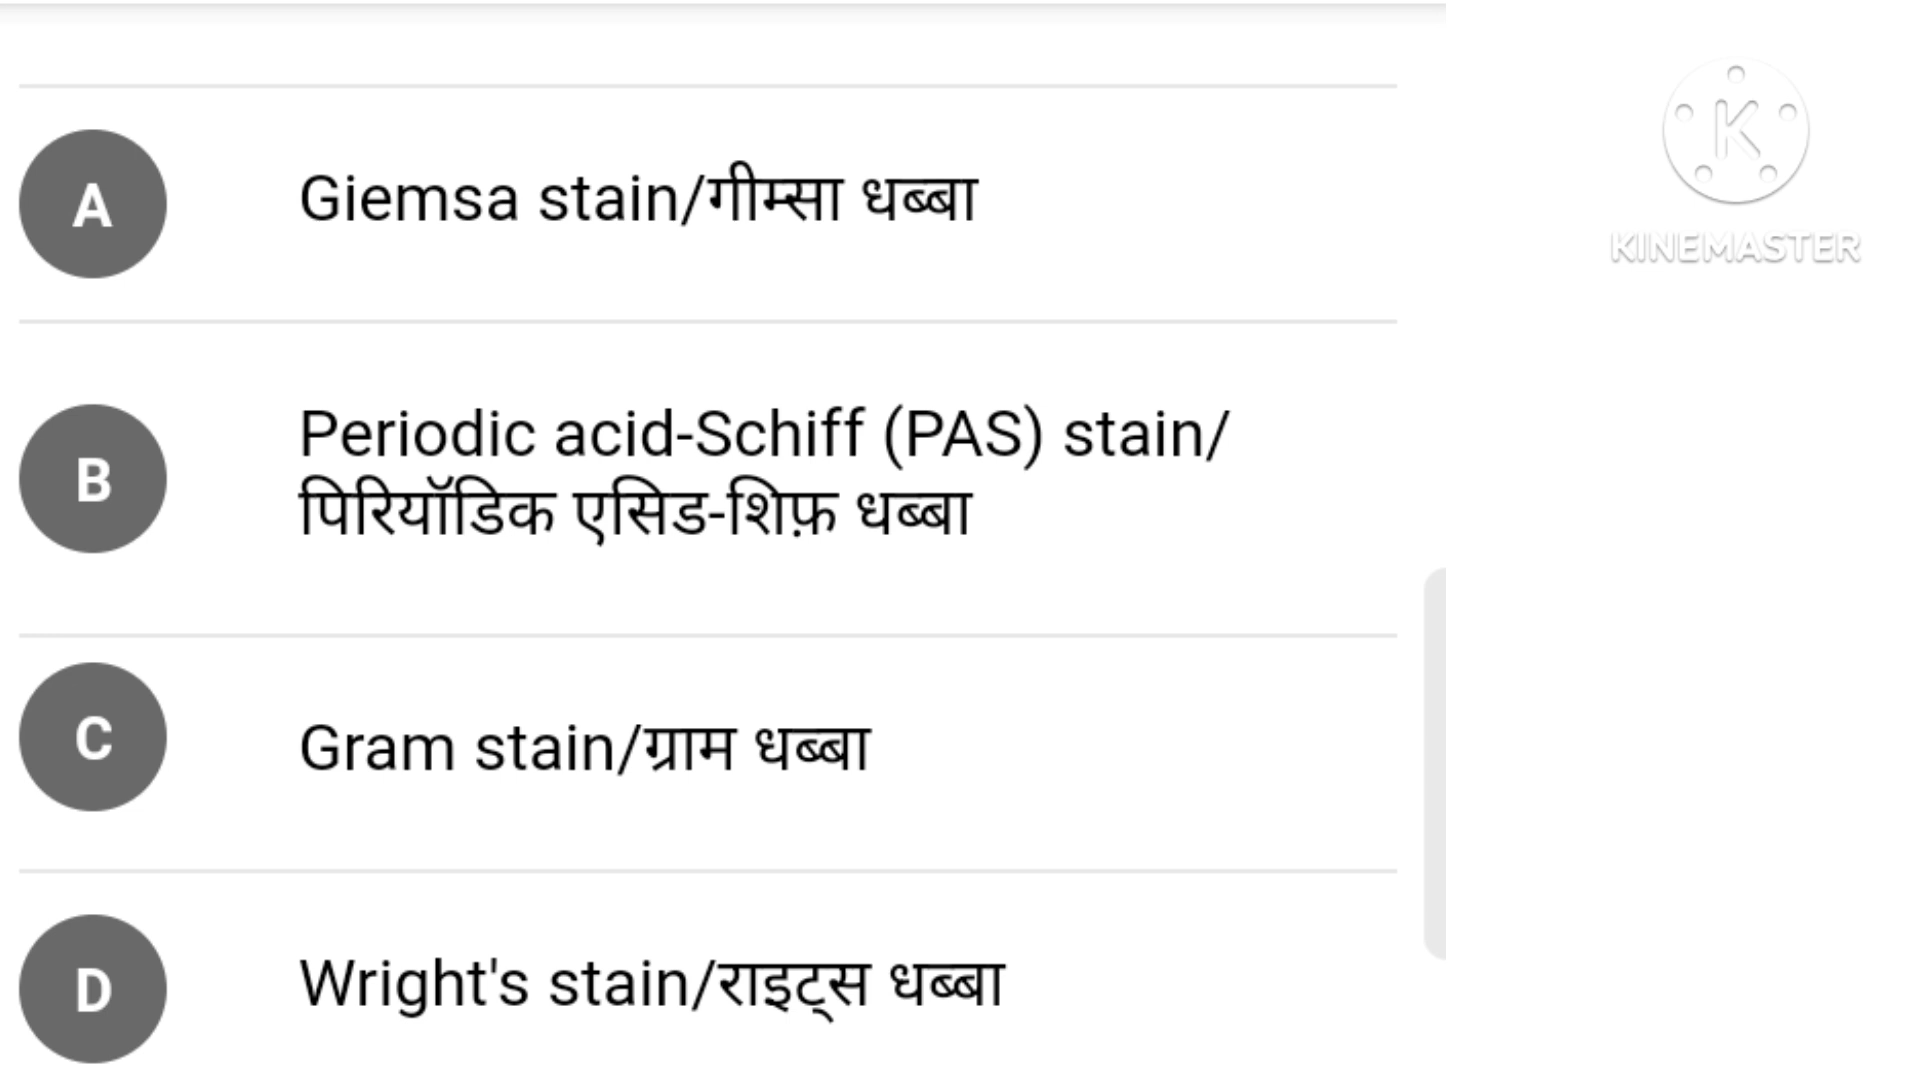 A
Giemsa stain/गीम्सा धब्बा
K
KINEMASTER
B
Periodic acid-Schiff (PAS) stain/
पिरियॉडिक एसिड-शिफ़ धब्बा
C
Gram stain/ग्राम धब्बा
D
Wright's stain/राइट्स धब्बा